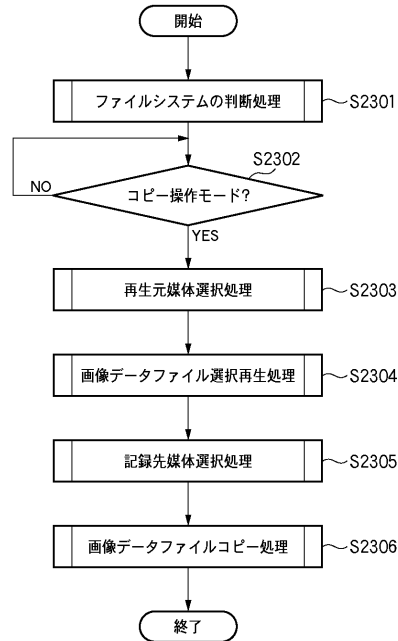 開始
ファイルシステムの判断処理
S2301
S2302
コピー操作モード?
NO
YES
再生元媒体選択処理
S2303
画像データファイル選択再生処理
S2304
記録先媒体選択処理
S2305
画像データファイルコピー処理
S2306
終了